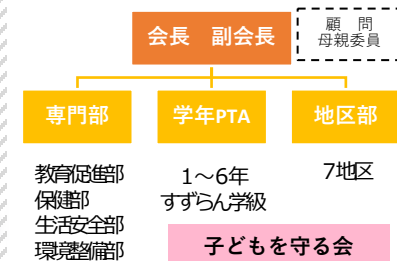 会長 副会長
顧 問
母親委員
専門部
学年PTA
地区部
教育促進部
保健部
生活安全部
環境整備部
1～6年
すずらん学級
7地区
子どもを守る会